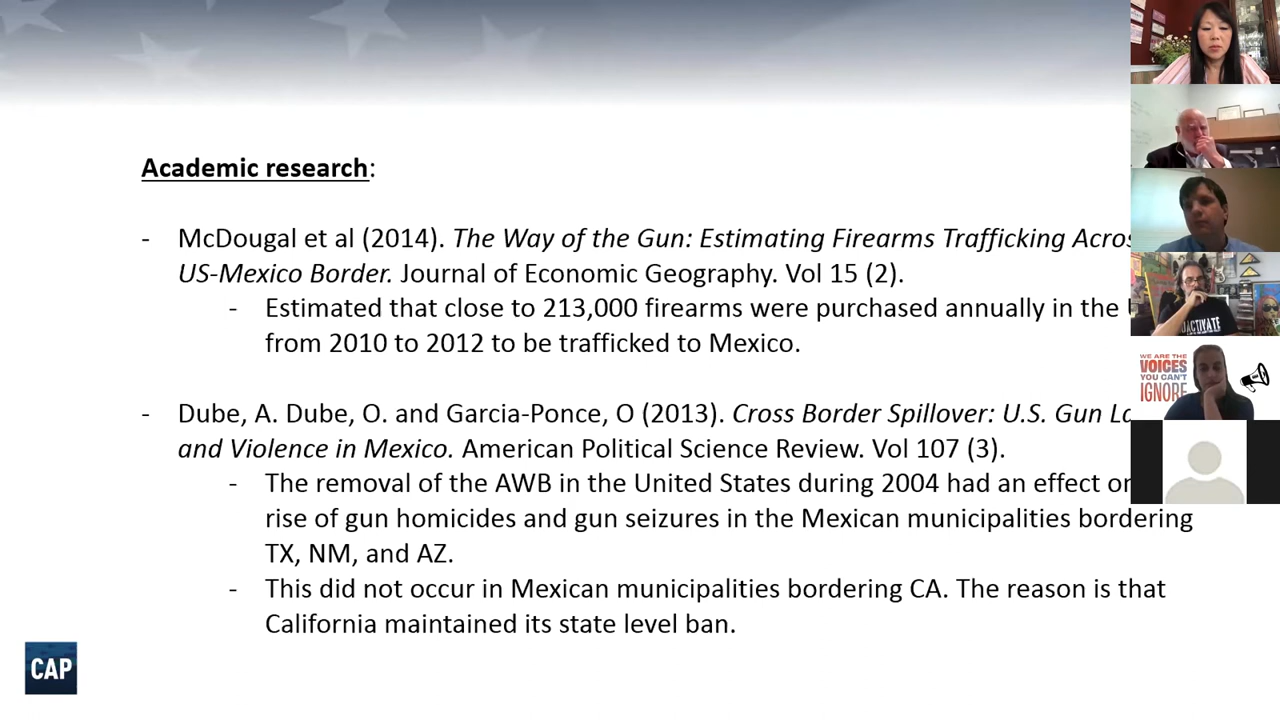 Academic research:
- McDougal et al (2014). The Way of the Gun: Estimating Firearms Trafficking
US-Mexico Border. Journal of Economic Geography. Vol 15 (2).
- Estimated that close to 213,000 firearms were purchased annually in the
from 2010 to 2012 to be trafficked to Mexico.
- Dube, A. Dube, O. and Garcia-Ponce, O (2013). Cross Border Spillover: U.S. Gun
and Violence in Mexico. American Political Science Review. Vol 107 (3).
- The removal of the AWB in the United States during 2004 had an effect on
rise of gun homicides and gun seizures in the Mexican municipalities bordering
TX, NM, and AZ.
- This did not occur in Mexican municipalities bordering CA. The reason is that
California maintained its state level ban.
CAP
WE ARE THE
VOICES
YOU CAN'T
IGNORE